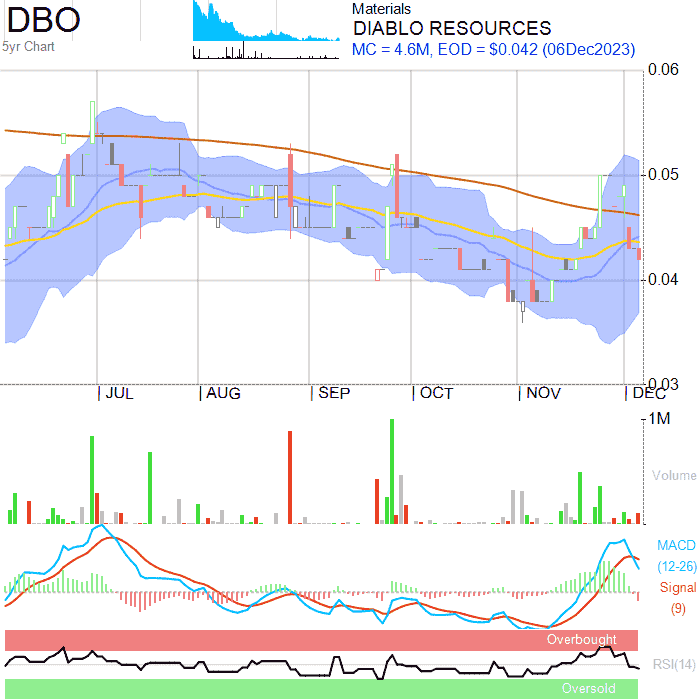 DBO
5yr Chart
Materials
DIABLO RESOURCES
MC = 4.6M, EOD = $0.042 (06Dec2023)
0.06
0.05
0.04
0.03
JUL AUG SEP OCT NOV DEC
1M
Volume
MACD
(12-26)
Signal
(9)
Overbought
RSI(14)
Oversold